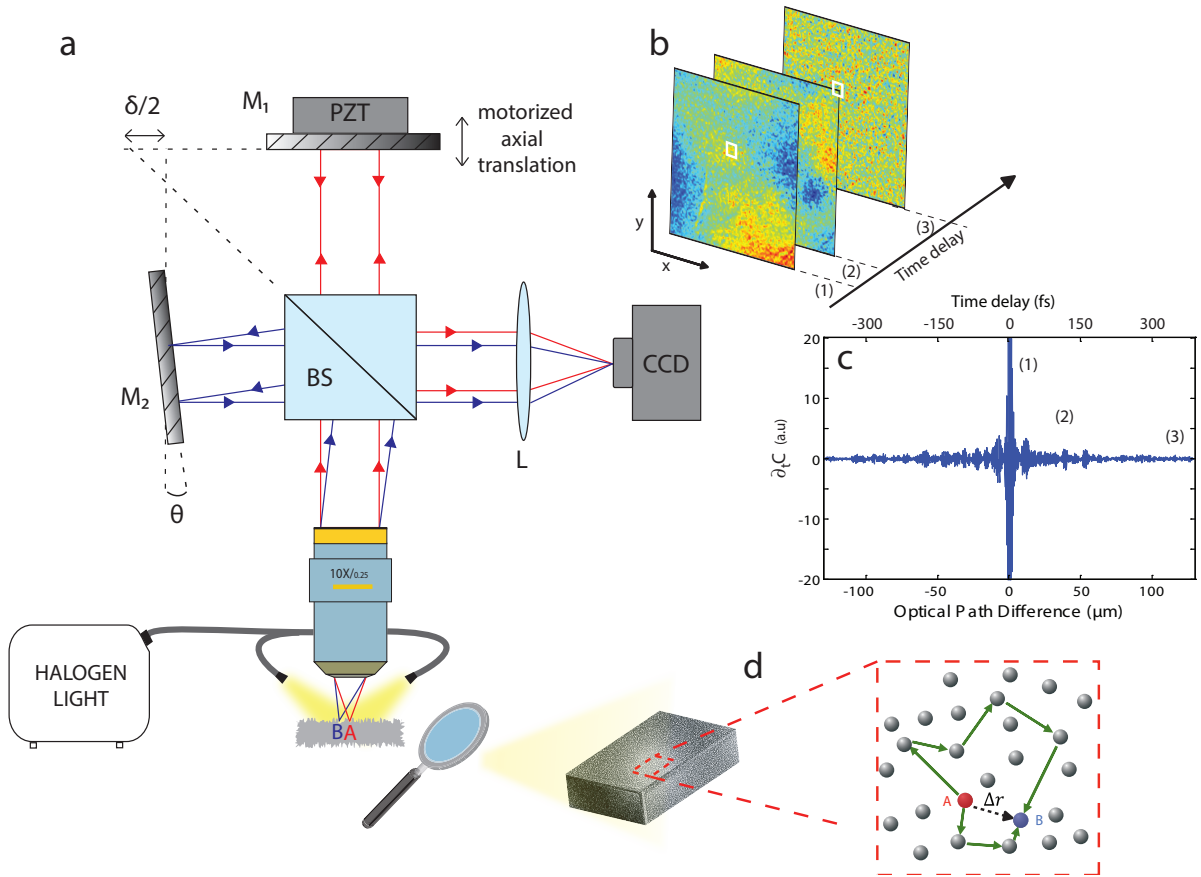 a
δ/2
M₁
PZT
motorized
axial
translation
M₂
θ
BS
L
CCD
10X/0.25
HALOGEN
LIGHT
BA
b
y
x
(1)
(2)
(3)
Time delay
Time delay (fs)
-300 -150 0 150 300
c
20
10
0
-10
-20
∂ₜC (a.u)
(1)
(2)
(3)
-100 -50 0 50 100
Optical Path Difference (µm)
d
A
Δr
B